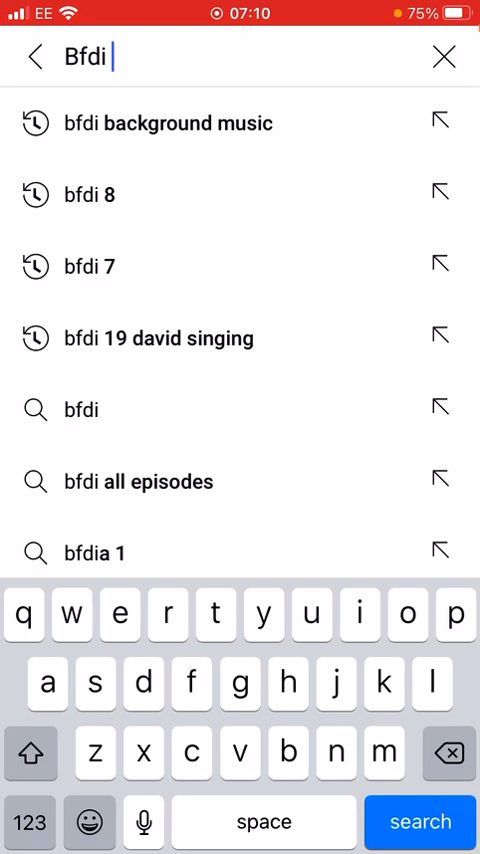 EE 07:10 75%
Bfdi
bfdi background music
bfdi 8
bfdi 7
bfdi 19 david singing
bfdi
bfdi all episodes
bfdia 1
q w e r t y u i o p
a s d f g h j k l
z x c v b n m
123 space search